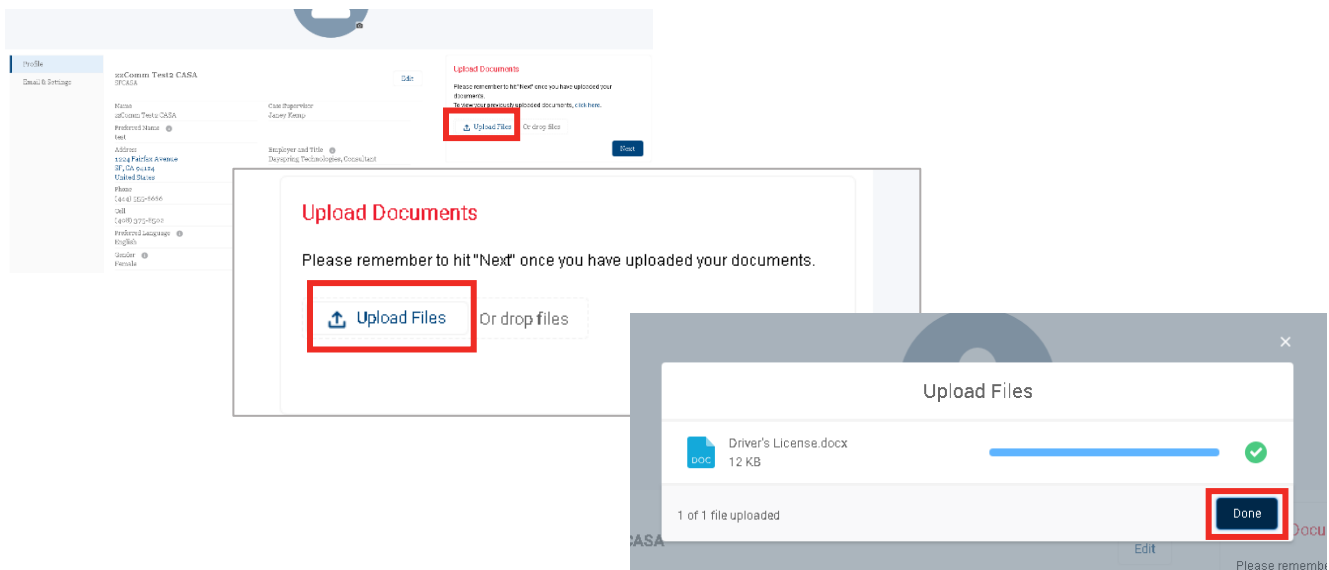 Profile
Email & Settings
zzComm Test2 CASA
SFCASA
Edit
Name
zzComm Test2 CASA
Case Supervisor
Janey Kemp
Preferred Name
test
Address
1224 Fairfax Avenue
SF, CA 94124
United States
Employer and Title
Dayspring Technologies, Consultant
Phone
Cell
Preferred Language
English
Gender
Female
Upload Documents
Please remember to hit "Next" once you have uploaded your
documents.
To view your previously uploaded documents, click here.
Upload Files
Or drop files
Next
Upload Documents
Please remember to hit "Next" once you have uploaded your documents.
Upload Files
Or drop files
Upload Files
DOC
Driver's License.docx
12 KB
1 of 1 file uploaded
Done
CASA
Edit
Docu
Please remembe